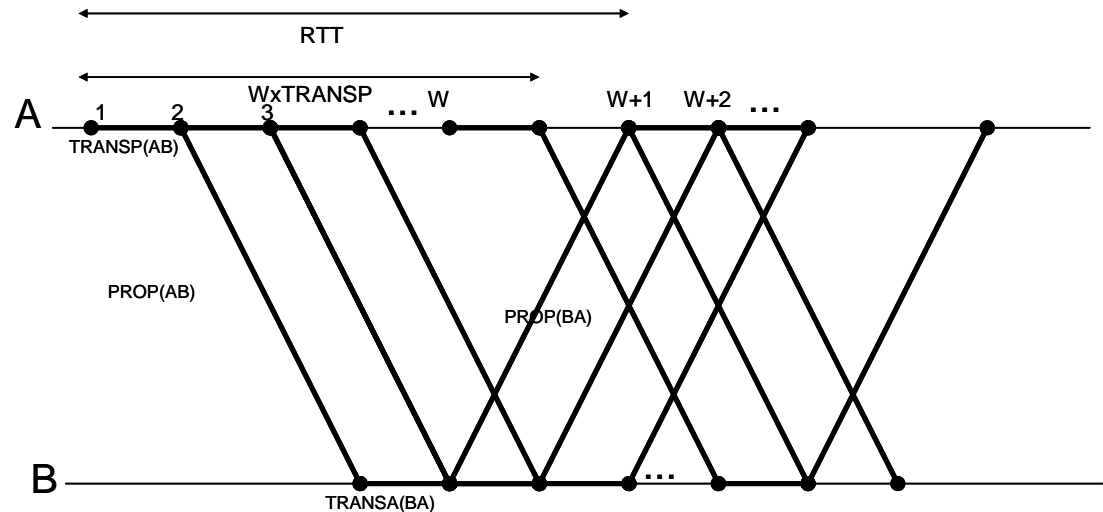 RTT
WxTRANSP ... W W+1 W+2 ...
A 1 2 3
TRANSP(AB)
PROP(AB)
PROP(BA)
B ...
TRANSA(BA)